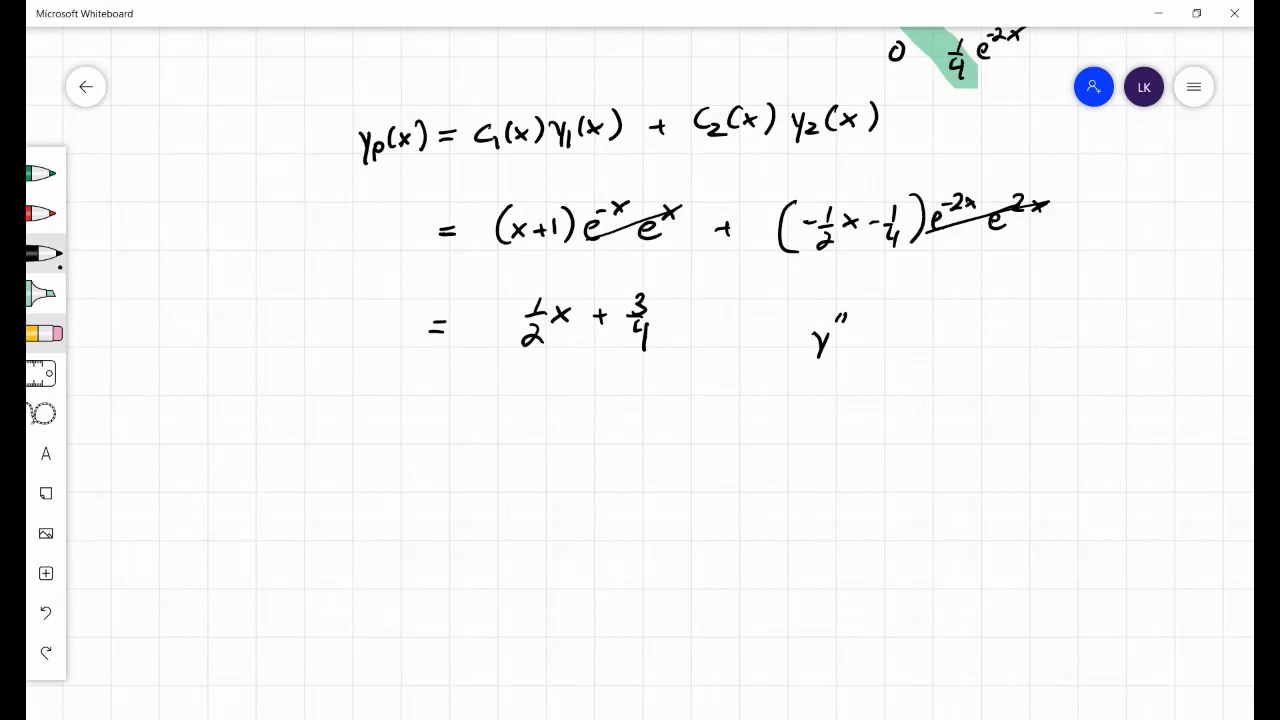 Microsoft Whiteboard
0 1/4 e^{-2x}
LK
y_p(x) = c_1(x) y_1(x) + c_2(x) y_2(x)
= (x+1) e^{-x} e^{x} + (-1/2 x - 1/4) e^{-2x} e^{2x}
= 1/2 x + 3/4 y''
A